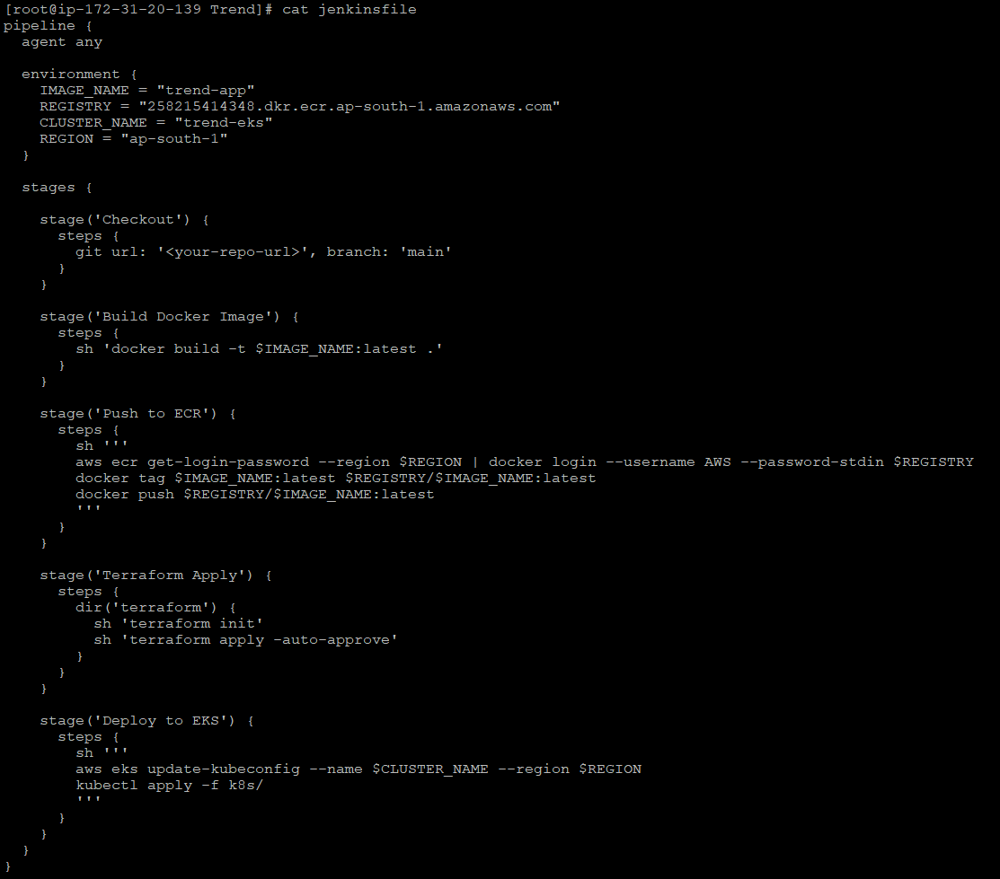 [root@ip-172-31-20-139 Trend]# cat jenkinsfile
pipeline {
  agent any

  environment {
    IMAGE_NAME = "trend-app"
    REGISTRY = "258215414348.dkr.ecr.ap-south-1.amazonaws.com"
    CLUSTER_NAME = "trend-eks"
    REGION = "ap-south-1"
  }

  stages {

    stage('Checkout') {
      steps {
        git url: '<your-repo-url>', branch: 'main'
      }
    }

    stage('Build Docker Image') {
      steps {
        sh 'docker build -t $IMAGE_NAME:latest .'
      }
    }

    stage('Push to ECR') {
      steps {
        sh '''
        aws ecr get-login-password --region $REGION | docker login --username AWS --password-stdin $REGISTRY
        docker tag $IMAGE_NAME:latest $REGISTRY/$IMAGE_NAME:latest
        docker push $REGISTRY/$IMAGE_NAME:latest
        '''
      }
    }

    stage('Terraform Apply') {
      steps {
        dir('terraform') {
          sh 'terraform init'
          sh 'terraform apply -auto-approve'
        }
      }
    }

    stage('Deploy to EKS') {
      steps {
        sh '''
        aws eks update-kubeconfig --name $CLUSTER_NAME --region $REGION
        kubectl apply -f k8s/
        '''
      }
    }
  }
}